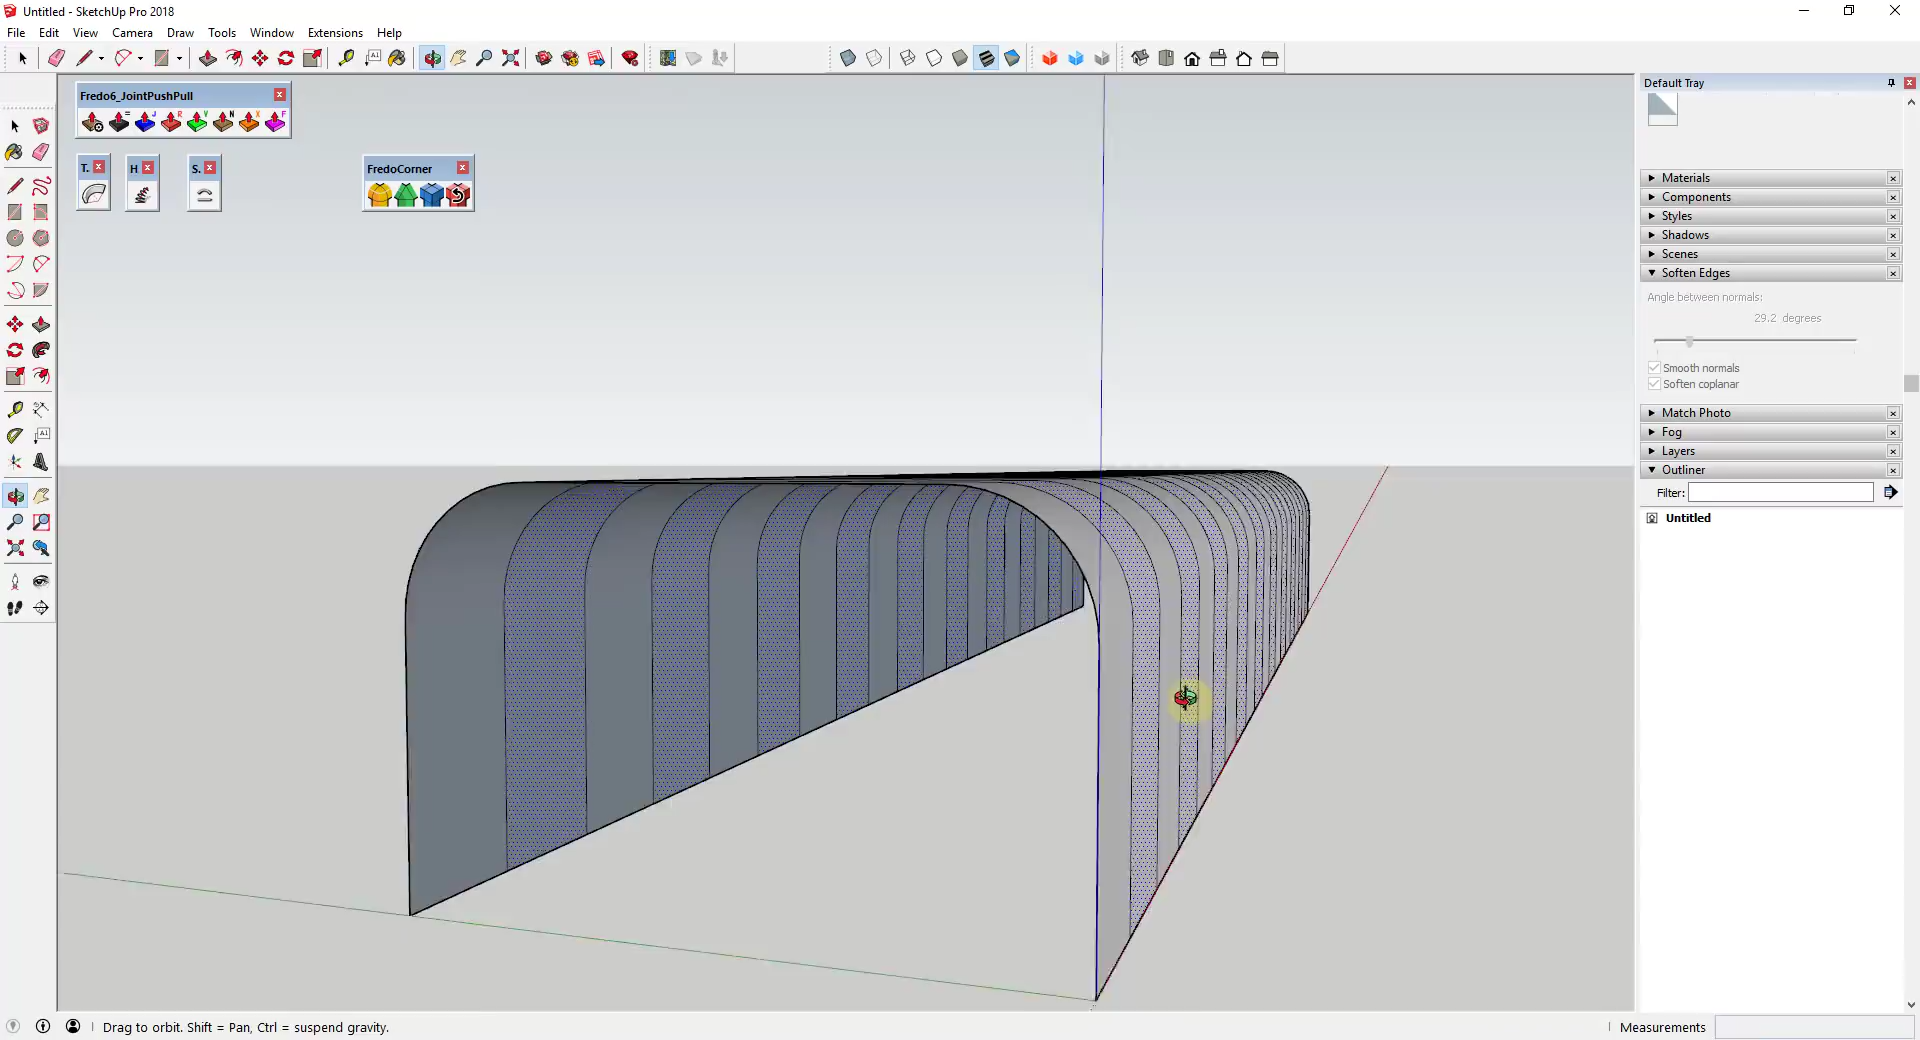 Untitled - SketchUp Pro 2018
File Edit View Camera Draw Tools Window Extensions Help
Fredo6_JointPushPull
= J R V N X F
T. H S. FredoCorner
Default Tray
Materials
Components
Styles
Shadows
Scenes
Soften Edges
Angle between normals:
29.2 degrees
Smooth normals
Soften coplanar
Match Photo
Fog
Layers
Outliner
Filter:
Untitled
Drag to orbit. Shift = Pan, Ctrl = suspend gravity.
Measurements